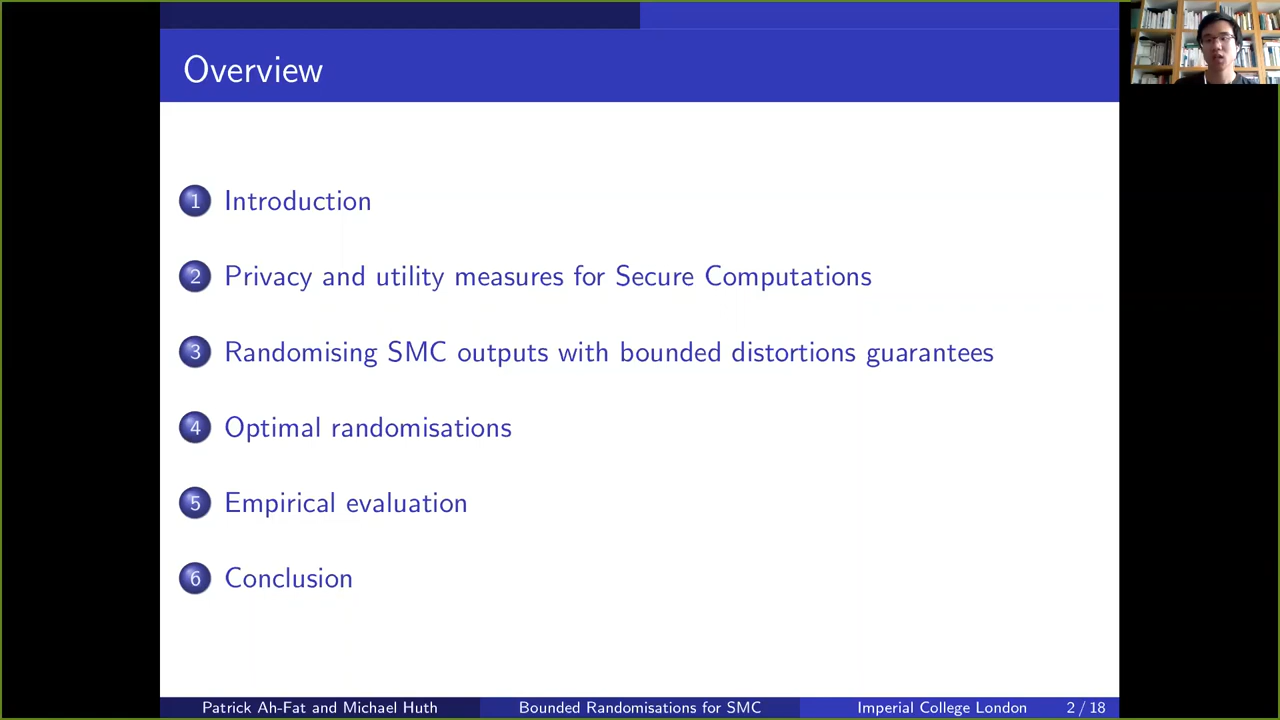 Overview
1 Introduction
2 Privacy and utility measures for Secure Computations
3 Randomising SMC outputs with bounded distortions guarantees
4 Optimal randomisations
5 Empirical evaluation
6 Conclusion
Patrick Ah-Fat and Michael Huth Bounded Randomisations for SMC Imperial College London 2 / 18